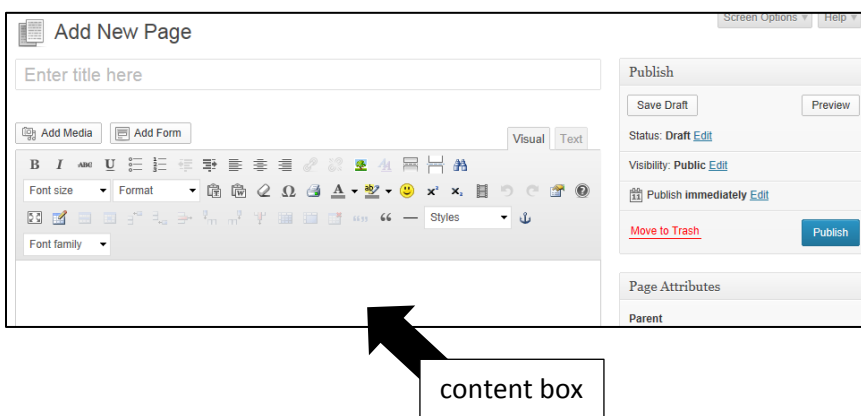 Screen Options Help
Add New Page
Enter title here
Add Media Add Form
Visual Text
B I ABC U
Font size Format
Styles
Font family
Publish
Save Draft Preview
Status: Draft Edit
Visibility: Public Edit
Publish immediately Edit
Move to Trash Publish
Page Attributes
Parent
content box